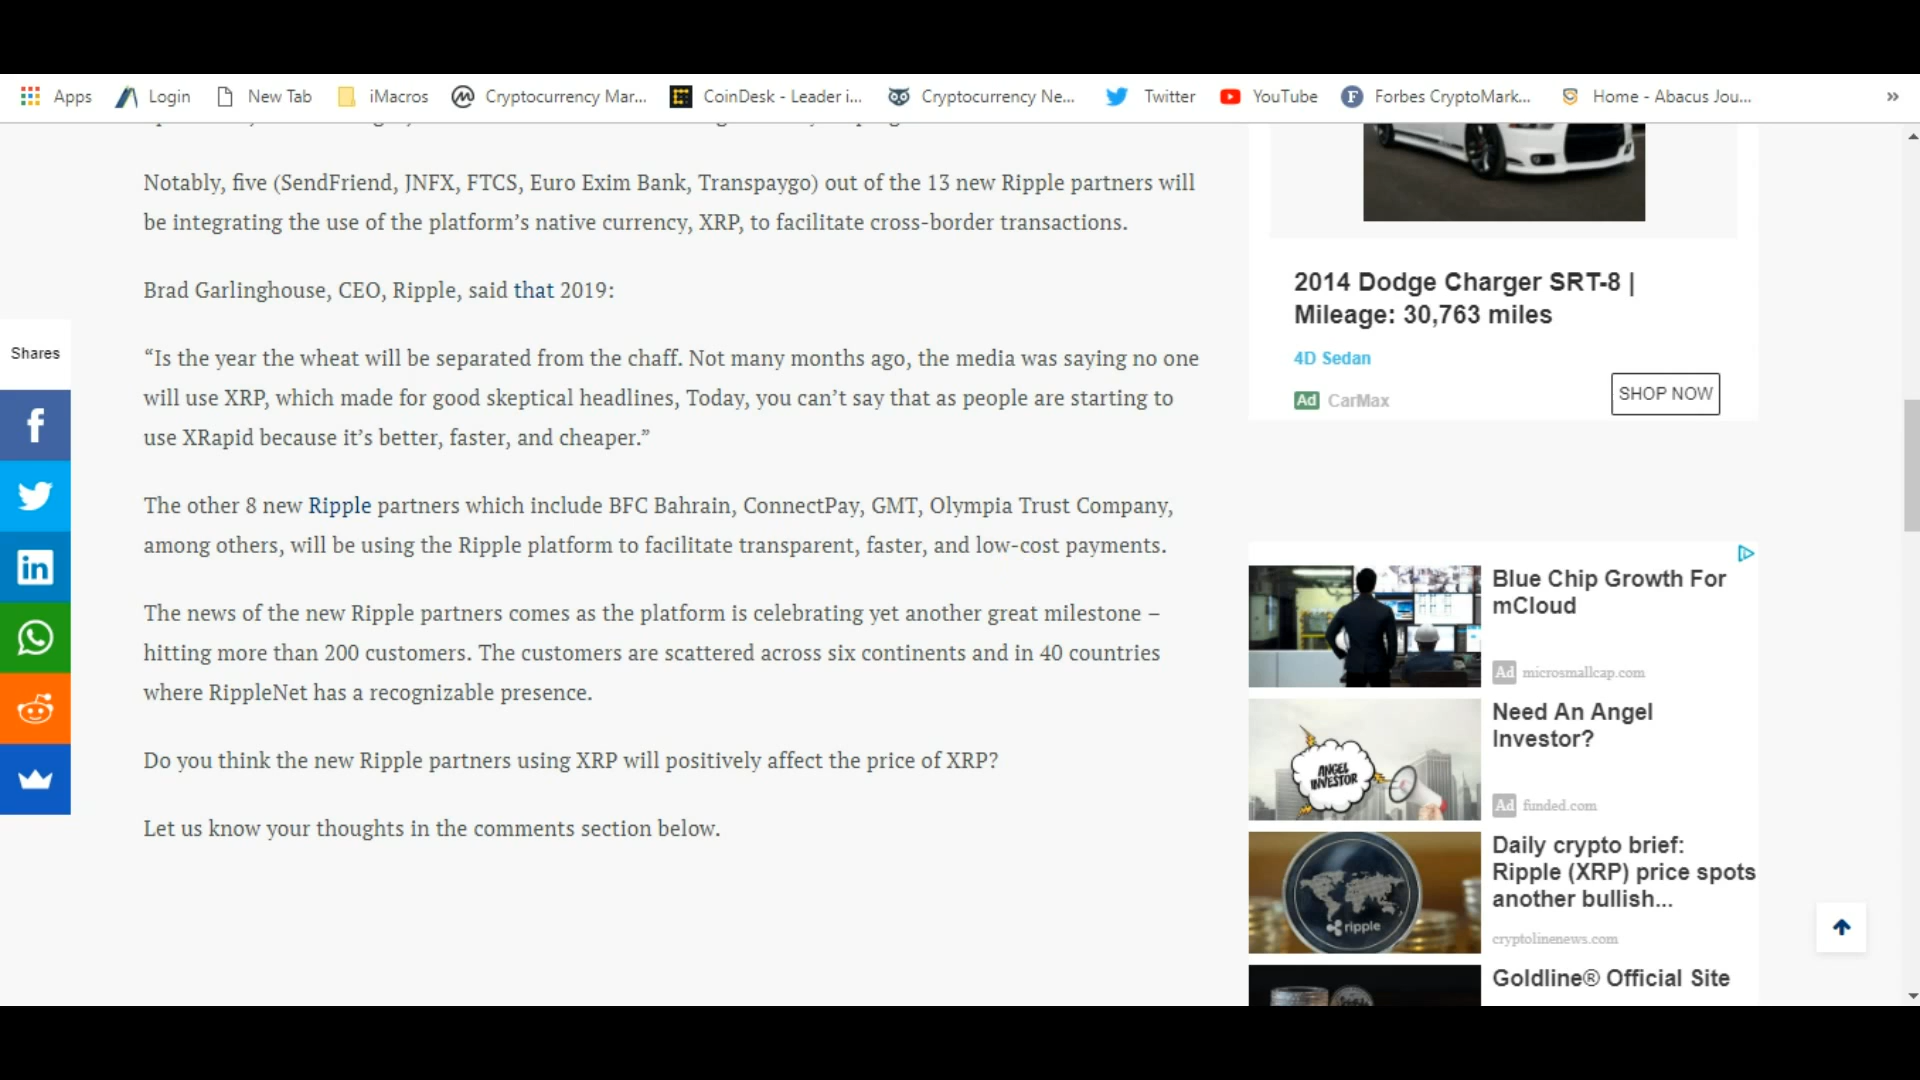 Apps
Login
New Tab
iMacros
Cryptocurrency Mar...
CoinDesk - Leader i...
Cryptocurrency Ne...
Twitter
YouTube
Forbes CryptoMark...
Home - Abacus Jou...
»
Notably, five (SendFriend, JNFX, FTCS, Euro Exim Bank, Transpaygo) out of the 13 new Ripple partners will
be integrating the use of the platform’s native currency, XRP, to facilitate cross-border transactions.
Brad Garlinghouse, CEO, Ripple, said that 2019:
“Is the year the wheat will be separated from the chaff. Not many months ago, the media was saying no one
will use XRP, which made for good skeptical headlines, Today, you can’t say that as people are starting to
use XRapid because it’s better, faster, and cheaper.”
The other 8 new Ripple partners which include BFC Bahrain, ConnectPay, GMT, Olympia Trust Company,
among others, will be using the Ripple platform to facilitate transparent, faster, and low-cost payments.
The news of the new Ripple partners comes as the platform is celebrating yet another great milestone –
hitting more than 200 customers. The customers are scattered across six continents and in 40 countries
where RippleNet has a recognizable presence.
Do you think the new Ripple partners using XRP will positively affect the price of XRP?
Let us know your thoughts in the comments section below.
Shares
f
in
2014 Dodge Charger SRT-8 |
Mileage: 30,763 miles
4D Sedan
Ad CarMax
SHOP NOW
Blue Chip Growth For
mCloud
Ad microsmallcap.com
ANGEL
INVESTOR
Need An Angel
Investor?
Ad funded.com
ripple
Daily crypto brief:
Ripple (XRP) price spots
another bullish...
cryptolinenews.com
Goldline® Official Site